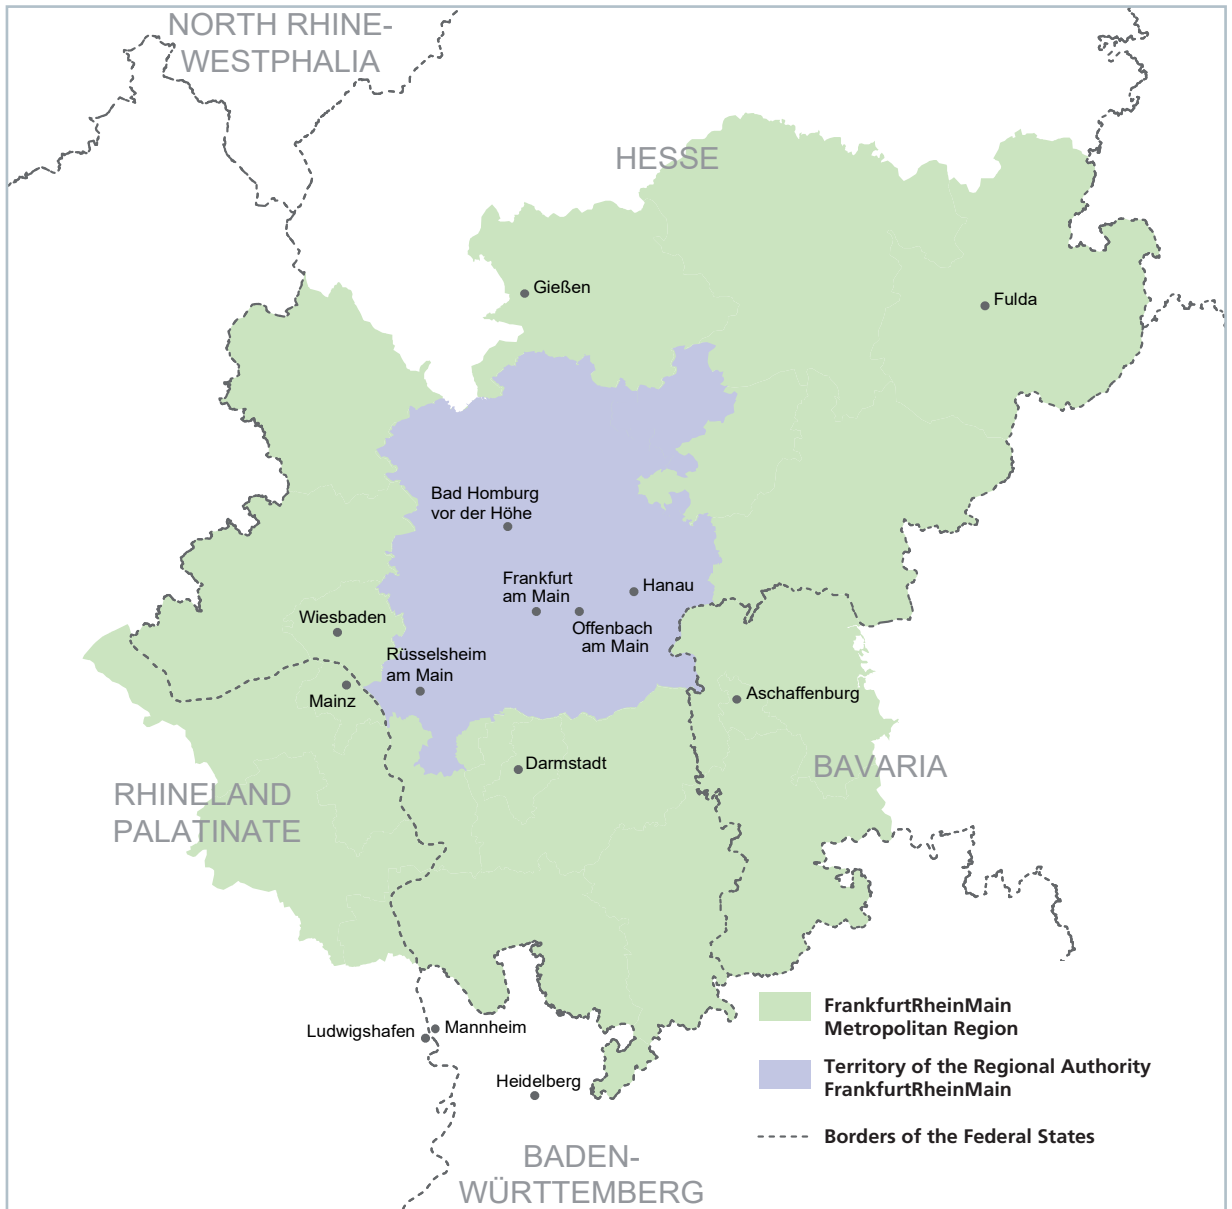 NORTH RHINE-
WESTPHALIA
HESSE
Gießen
Fulda
Bad Homburg
vor der Höhe
Frankfurt
am Main
Hanau
Offenbach
am Main
Wiesbaden
Rüsselsheim
am Main
Mainz
Aschaffenburg
Darmstadt
BAVARIA
RHINELAND
PALATINATE
FrankfurtRheinMain
Metropolitan Region
Ludwigshafen
Mannheim
Territory of the Regional Authority
FrankfurtRheinMain
Heidelberg
Borders of the Federal States
BADEN-
WÜRTTEMBERG